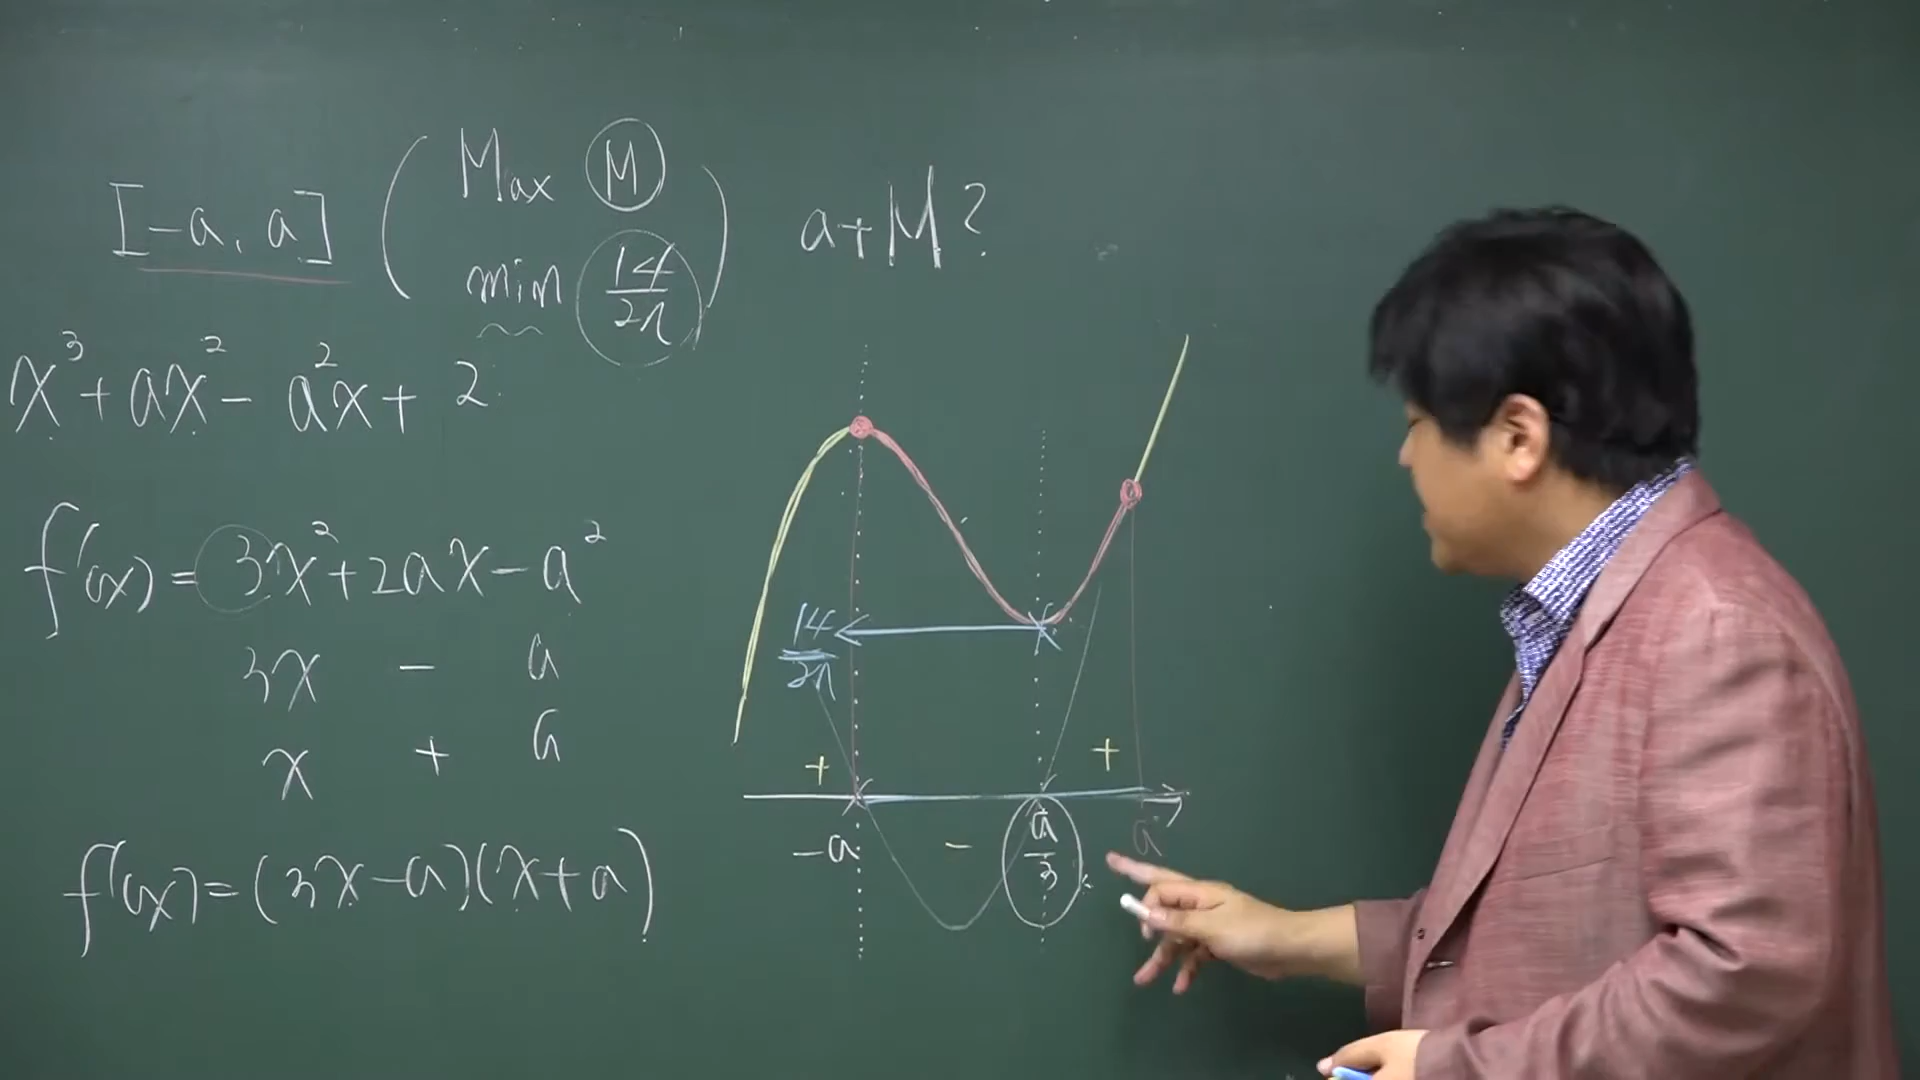 [-a, a] ( Max M
min 14/27 ) a+M?
x³+ax²-a²x+2
f'(x)=3x²+2ax-a²
3x - a
x + a
f'(x)=(3x-a)(x+a)
14/27
+ +
-a - a/3 a